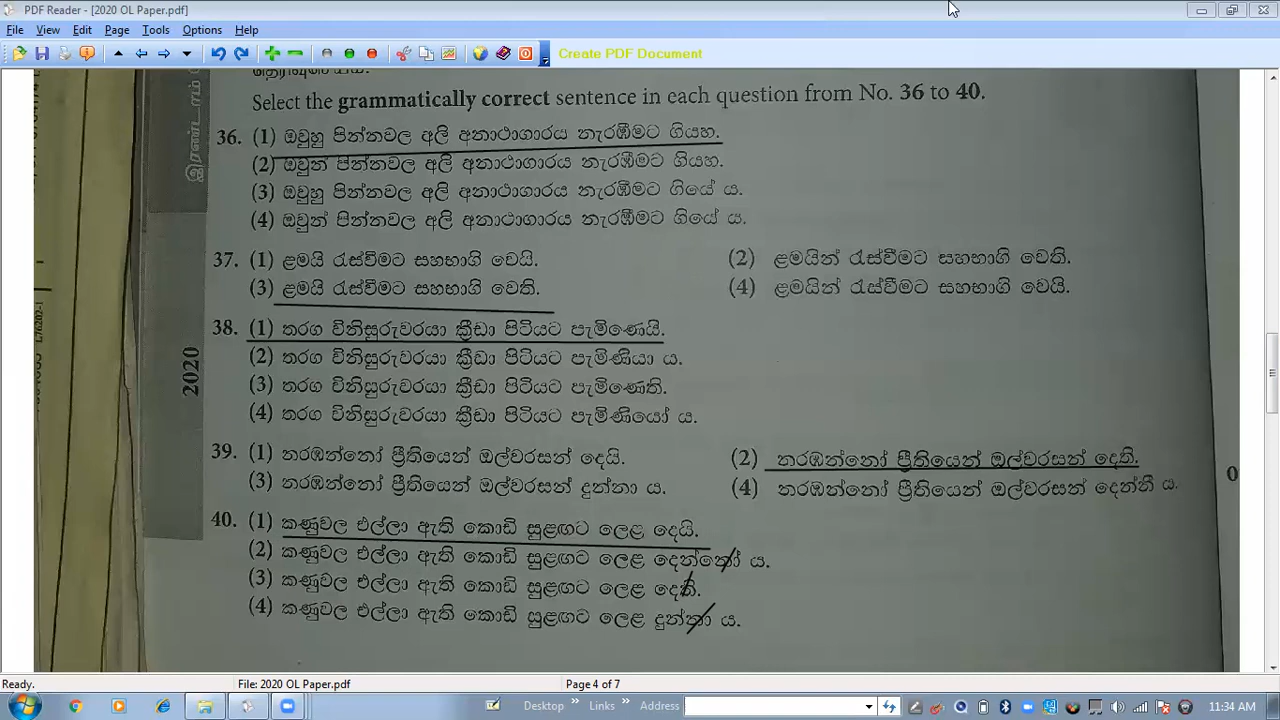 PDF Reader - [2020 OL Paper.pdf]
File View Edit Page Tools Options Help
Create PDF Document
Select the grammatically correct sentence in each question from No. 36 to 40.
36. (1) ඔවුහු පින්නවල අලි අනාථාගාරය නැරඹීමට ගියහ.
(2) ඔවුන් පින්නවල අලි අනාථාගාරය නැරඹීමට ගියහ.
(3) ඔවුහු පින්නවල අලි අනාථාගාරය නැරඹීමට ගියේ ය.
(4) ඔවුන් පින්නවල අලි අනාථාගාරය නැරඹීමට ගියේ ය.
37. (1) ළමයි රැස්වීමට සහභාගි වෙයි. (2) ළමයින් රැස්වීමට සහභාගි වෙති.
(3) ළමයි රැස්වීමට සහභාගි වෙති. (4) ළමයින් රැස්වීමට සහභාගි වෙයි.
38. (1) තරග විනිසුරුවරයා ක්‍රීඩා පිටියට පැමිණෙයි.
(2) තරග විනිසුරුවරයා ක්‍රීඩා පිටියට පැමිණියා ය.
(3) තරග විනිසුරුවරයා ක්‍රීඩා පිටියට පැමිණෙති.
(4) තරග විනිසුරුවරයා ක්‍රීඩා පිටියට පැමිණියෝ ය.
2020
39. (1) නරඹන්නෝ ප්‍රීතියෙන් ඔල්වරසන් දෙයි. (2) නරඹන්නෝ ප්‍රීතියෙන් ඔල්වරසන් දෙති.
(3) නරඹන්නෝ ප්‍රීතියෙන් ඔල්වරසන් දුන්නා ය. (4) නරඹන්නෝ ප්‍රීතියෙන් ඔල්වරසන් දෙන්නී ය.
40. (1) කණුවල එල්ලා ඇති කොඩි සුළඟට ලෙළ දෙයි.
(2) කණුවල එල්ලා ඇති කොඩි සුළඟට ලෙළ දෙන්නෝ ය.
(3) කණුවල එල්ලා ඇති කොඩි සුළඟට ලෙළ දෙති.
(4) කණුවල එල්ලා ඇති කොඩි සුළඟට ලෙළ දුන්නා ය.
Ready. File: 2020 OL Paper.pdf Page 4 of 7
Desktop Links Address 11:34 AM